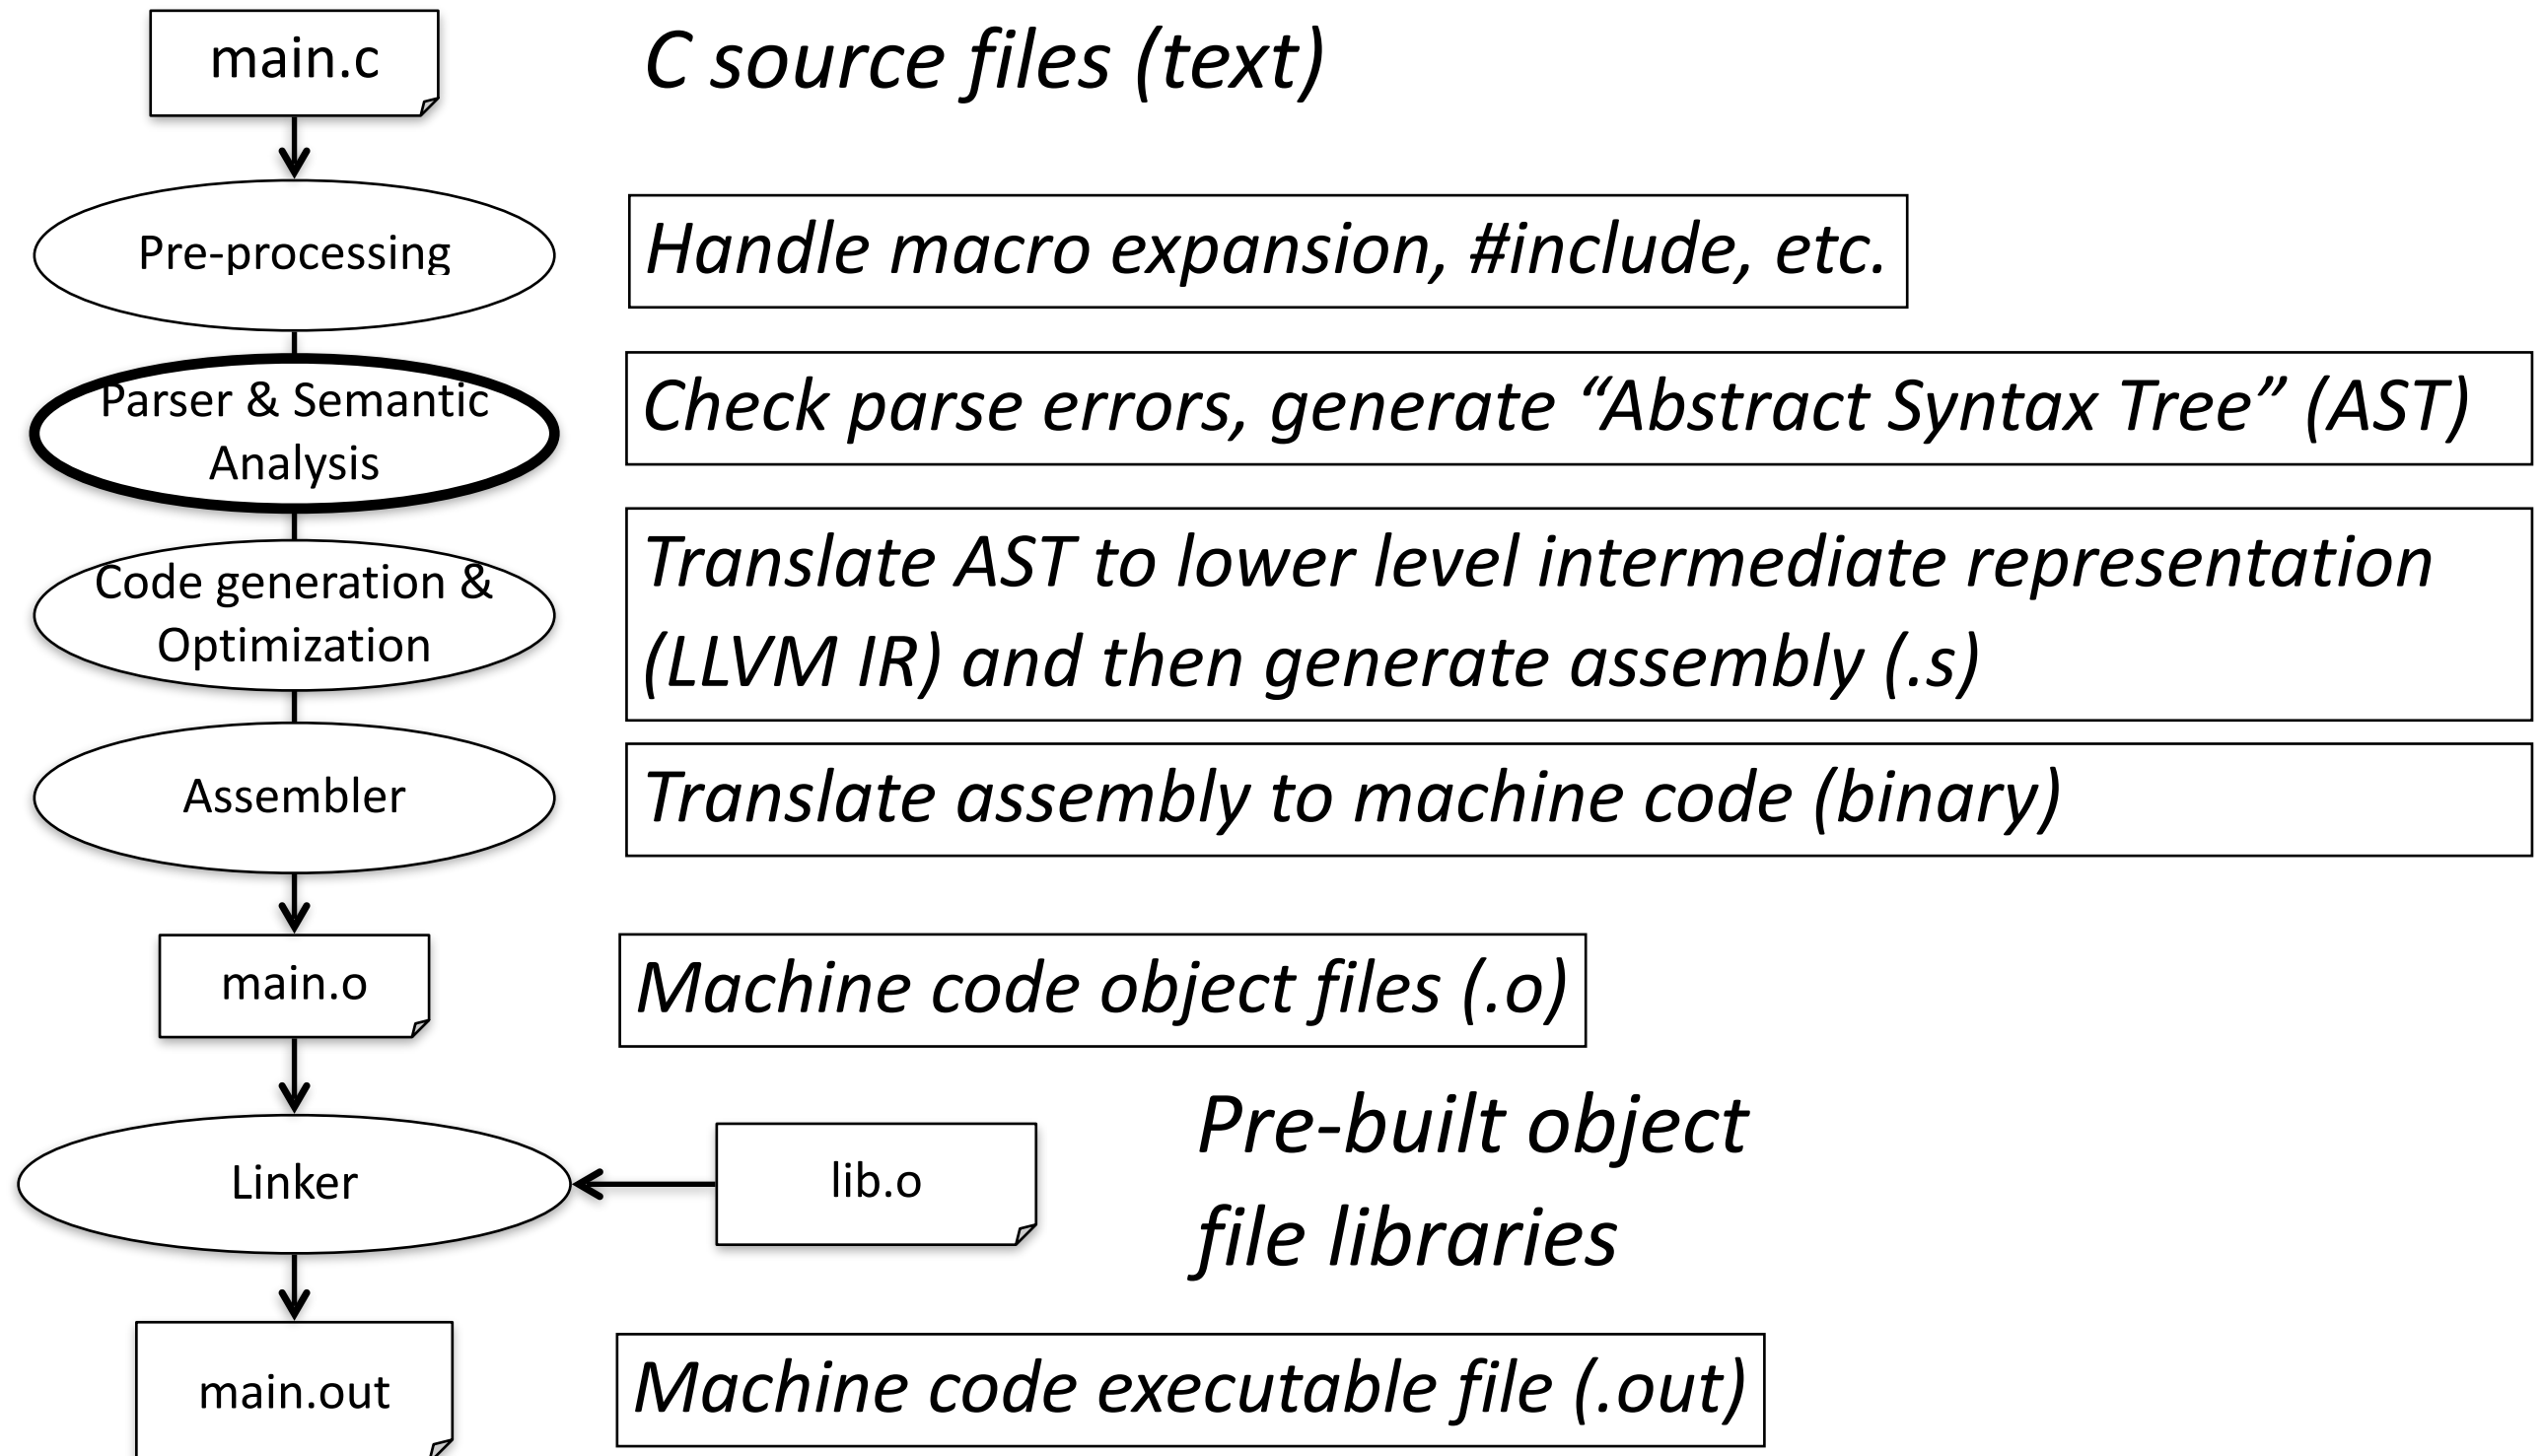 main.c
C source files (text)
Pre-processing
Handle macro expansion, #include, etc.
Parser & Semantic
Analysis
Check parse errors, generate “Abstract Syntax Tree” (AST)
Code generation &
Optimization
Translate AST to lower level intermediate representation
(LLVM IR) and then generate assembly (.s)
Assembler
Translate assembly to machine code (binary)
main.o
Machine code object files (.o)
Linker
lib.o
Pre-built object
file libraries
main.out
Machine code executable file (.out)